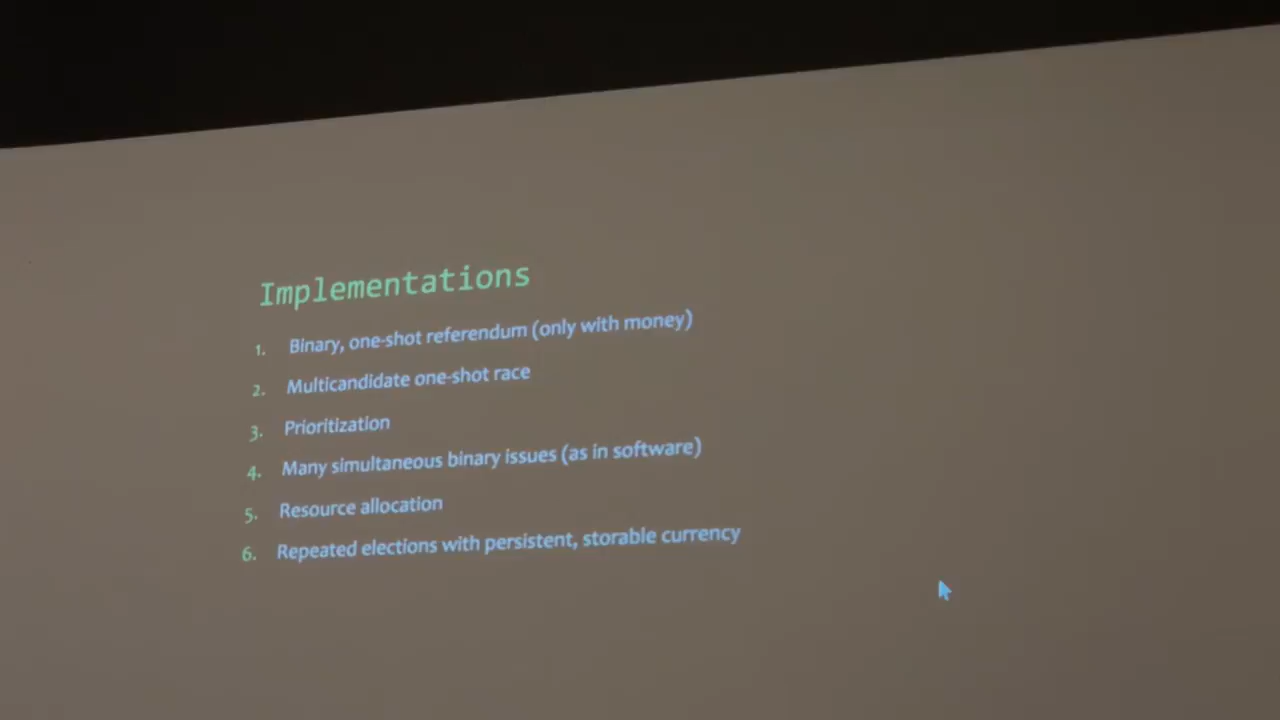 Implementations
1. Binary, one-shot referendum (only with money)
2. Multicandidate one-shot race
3. Prioritization
4. Many simultaneous binary issues (as in software)
5. Resource allocation
6. Repeated elections with persistent, storable currency